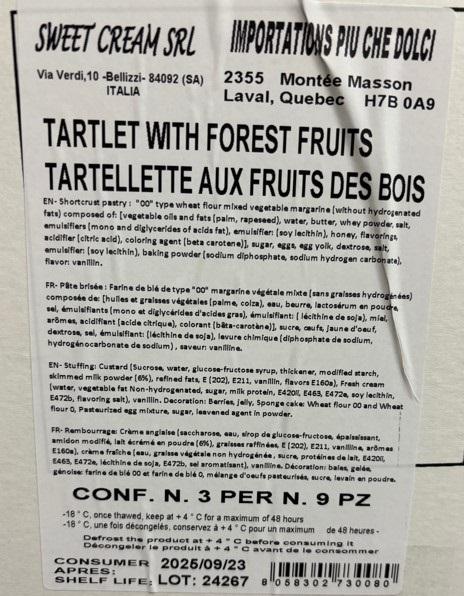 SWEET CREAM SRL
Via Verdi,10 -Bellizzi- 84092 (SA)
ITALIA
IMPORTATIONS PIU CHE DOLCI
2355 Montée Masson
Laval, Quebec H7B 0A9
TARTLET WITH FOREST FRUITS
TARTELLETTE AUX FRUITS DES BOIS
EN- Shortcrust pastry : "00" type wheat flour mixed vegetable margarine [without hydrogenated
fats) composed of: [vegetable oils and fats (palm, rapeseed), water, butter, whey powder, salt,
emulsifiers (mono and diglycerides of acids fat), emulsifier: (soy lecithin), honey, flavorings,
acidifier (citric acid), coloring agent (beta carotene)], sugar, eggs, egg yolk, dextrose, salt,
emulsifier: (soy lecithin), baking powder (sodium diphosphate, sodium hydrogen carbonate),
flavor: vanillin.
FR- Pâte brisée : Farine de blé de type "00" margarine végétale mixte (sans graisses hydrogénées)
composée de: [huiles et graisses végétales (palme, colza), eau, beurre, lactosérum en poudre,
sel, émulsifiants (mono et diglycérides d'acides gras), émulsifiant: ( lécithine de soja), miel,
arômes, acidifiant (acide citrique), colorant (bêta-carotène)], sucre, œufs, jaune d'oeuf,
dextrose, sel, émulsifiant: (lécithine de soja), levure chimique (diphosphate de sodium,
hydrogénocarbonate de sodium) , saveur: vanilline.
EN- Stuffing: Custard (Sucrose, water, glucose-fructose syrup, thickener, modified starch,
skimmed milk powder (6%), refined fats, E (202), E211, vanillin, flavors E160a), Fresh cream
(water, vegetable fat Non-hydrogenated, sugar, milk protein, E420ii, E463, E472e, soy lecithin,
E472b, flavoring salt), vanillin. Decoration: Berries, jelly, Sponge cake: Wheat flour 00 and Wheat
flour 0, Pasteurized egg mixture, sugar, leavened agent in powder.
FR- Rembourrage: Crème anglaise (saccharose, eau, sirop de glucose-fructose, épaississant,
amidon modifié, lait écrémé en poudre (6%), graisses raffinées, E (202), E211, vanilline, arômes
E160a), crème fraîche (eau, graisse végétale non hydrogénée , sucre, protéines de lait, E420ii,
E463, E472e, lécithine de soja, E472b, sel aromatisant), vanilline. Décoration: baies, gelée,
génoise: farine de blé 00 et farine de blé 0, mélange d'oeufs pasteurisés, sucre, levain en poudre.
CONF. N. 3 PER N. 9 PZ
-18 ° C, once thawed, keep at + 4 ° C for a maximum of 48 hours
-18 ° C, une fois décongelés, conservez à + 4 ° C pour un maximum de 48 heures -
Defrost the product at + 4 ° C before consuming it
Décongeler le produit à + 4 ° C avant de le consommer
CONSUMER 2025/09/23
APRES:
SHELF LIFE: LOT: 24267
8 058302 730080